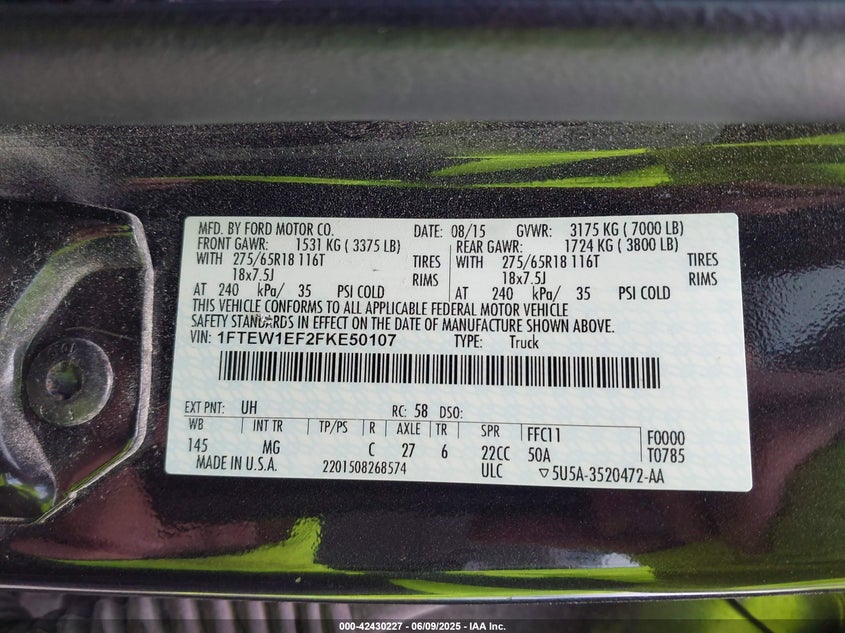 MFD. BY FORD MOTOR CO. DATE: 08/15 GVWR: 3175 KG ( 7000 LB)
FRONT GAWR: 1531 KG ( 3375 LB) REAR GAWR: 1724 KG ( 3800 LB)
WITH 275/65R18 116T TIRES WITH 275/65R18 116T TIRES
18x7.5J RIMS 18x7.5J RIMS
AT 240 kPa/ 35 PSI COLD AT 240 kPa/ 35 PSI COLD
THIS VEHICLE CONFORMS TO ALL APPLICABLE FEDERAL MOTOR VEHICLE
SAFETY STANDARDS IN EFFECT ON THE DATE OF MANUFACTURE SHOWN ABOVE.
VIN: 1FTEW1EF2FKE50107 TYPE: Truck
EXT PNT: UH RC: 58 DSO:
WB INT TR TP/PS R AXLE TR SPR FFC11 F0000
145 MG C 27 6 22CC 50A T0785
MADE IN U.S.A. 2201508268574 ULC ▽5U5A-3520472-AA
000-42430227 - 06/09/2025 - IAA Inc.